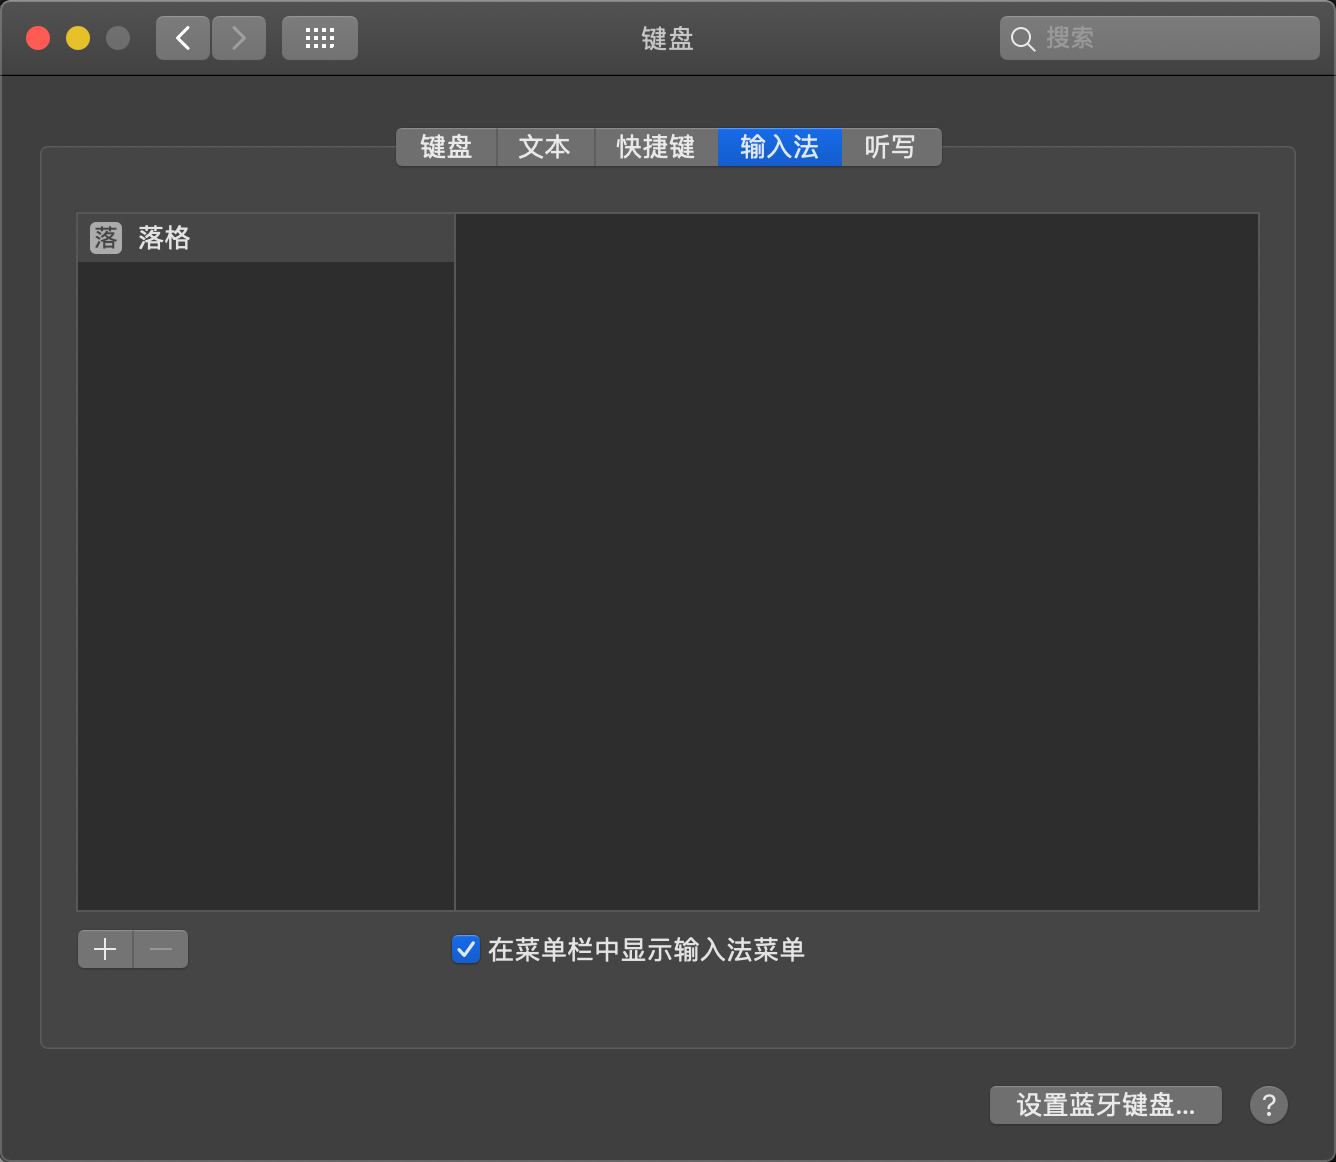 键盘
搜索
键盘 文本 快捷键 输入法 听写
落 落格
在菜单栏中显示输入法菜单
设置蓝牙键盘...
?